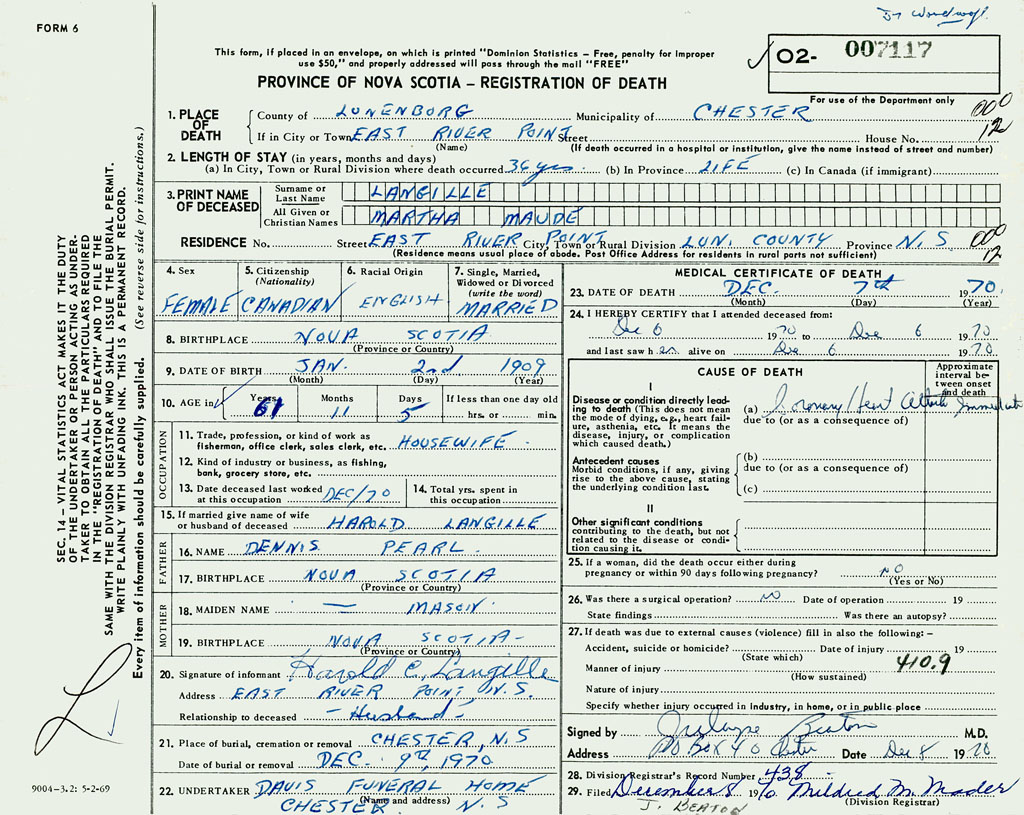 FORM 6
This form, if placed in an envelope, on which is printed "Dominion Statistics – Free, penalty for improper
use $50," and properly addressed will pass through the mail "FREE"
O2- 007117
For use of the Department only
PROVINCE OF NOVA SCOTIA – REGISTRATION OF DEATH
1. PLACE OF DEATH
County of LUNENBURG Municipality of CHESTER 000
If in City or Town EAST RIVER POINT Street House No. 12
(Name) (If death occurred in a hospital or institution, give the name instead of street and number)
2. LENGTH OF STAY (in years, months and days)
(a) In City, Town or Rural Division where death occurred 36 yrs (b) In Province LIFE (c) In Canada (if immigrant)
3. PRINT NAME OF DECEASED
Surname or Last Name LANGILLE
All Given or Christian Names MARTHA MAUDE
RESIDENCE No. Street EAST RIVER POINT City, Town or Rural Division LUN. COUNTY Province N.S 000
(Residence means usual place of abode. Post Office Address for residents in rural parts not sufficient) 12
4. Sex FEMALE
5. Citizenship (Nationality) CANADIAN
6. Racial Origin ENGLISH
7. Single, Married, Widowed or Divorced (write the word) MARRIED
8. BIRTHPLACE NOVA SCOTIA
(Province or Country)
9. DATE OF BIRTH JAN. 2nd 1909
(Month) (Day) (Year)
10. AGE in Years 61 Months 11 Days 5 If less than one day old hrs. or min.
OCCUPATION
11. Trade, profession, or kind of work as
fisherman, office clerk, sales clerk, etc. HOUSEWIFE
12. Kind of industry or business, as fishing,
bank, grocery store, etc.
13. Date deceased last worked
at this occupation DEC/70
14. Total yrs. spent in
this occupation
15. If married give name of wife
or husband of deceased HAROLD LANGILLE
FATHER
16. NAME DENNIS PEARL
17. BIRTHPLACE NOVA SCOTIA
(Province or Country)
MOTHER
18. MAIDEN NAME — MASON
19. BIRTHPLACE NOVA SCOTIA
(Province or Country)
20. Signature of informant Harold C. Langille
Address EAST RIVER POINT, N.S.
Relationship to deceased – Husband –
21. Place of burial, cremation or removal CHESTER, N.S
Date of burial or removal DEC. 9th, 1970
22. UNDERTAKER DAVIS FUNERAL HOME
(Name and address)
CHESTER N.S
MEDICAL CERTIFICATE OF DEATH
23. DATE OF DEATH DEC. 7th 1970.
(Month) (Day) (Year)
24. I HEREBY CERTIFY that I attended deceased from:
Dec 6 1970 to Dec 6 1970
and last saw her alive on Dec 6 1970
CAUSE OF DEATH
Approximate interval between onset and death
I
Disease or condition directly leading
to death (This does not mean
the mode of dying, e.g., heart failure,
asthenia, etc. It means the
disease, injury, or complication
which caused death.)
(a) Coronary Heart Attack Immediate
due to (or as a consequence of)
Antecedent causes
Morbid conditions, if any, giving
rise to the above cause, stating
the underlying condition last.
(b)
due to (or as a consequence of)
(c)
II
Other significant conditions
contributing to the death, but not
related to the disease or condition
causing it.
25. If a woman, did the death occur either during
pregnancy or within 90 days following pregnancy? NO
(Yes or No)
26. Was there a surgical operation? NO Date of operation 19
State findings Was there an autopsy?
27. If death was due to external causes (violence) fill in also the following: –
Accident, suicide or homicide? Date of injury 19
(State which)
Manner of injury 410.9
(How sustained)
Nature of injury
Specify whether injury occurred in industry, in home, or in public place
Signed by Beaton M.D.
Address PO Box 40 Chester Date Dec 8 1970
28. Division Registrar's Record Number 438
29. Filed December 8 1970 Mildred M. Mader
(Division Registrar)
J. BEATON
SEC. 14 – VITAL STATISTICS ACT MAKES IT THE DUTY
OF THE UNDERTAKER OR PERSON ACTING AS UNDERTAKER
TO OBTAIN ALL THE PARTICULARS REQUIRED
IN THE "REGISTRATION OF DEATH" AND TO FILE THE
SAME WITH THE DIVISION REGISTRAR WHO SHALL ISSUE THE BURIAL PERMIT.
WRITE PLAINLY WITH UNFADING INK. THIS IS A PERMANENT RECORD.
Every item of information should be carefully supplied. (See reverse side for instructions.)
9004-3.2: 5-2-69